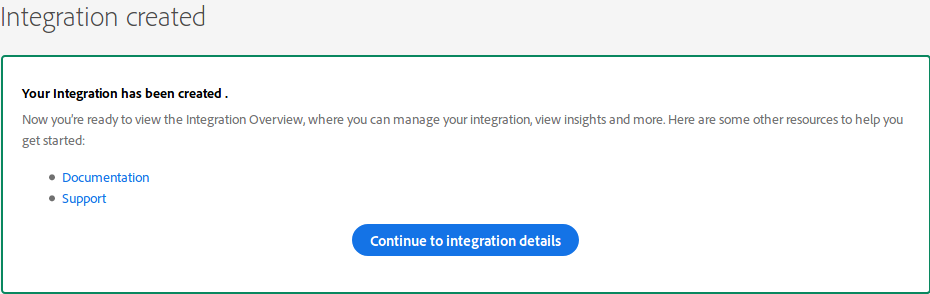 Integration created
Your Integration has been created .
Now you're ready to view the Integration Overview, where you can manage your integration, view insights and more. Here are some other resources to help you
get started:
Documentation
Support
Continue to integration details